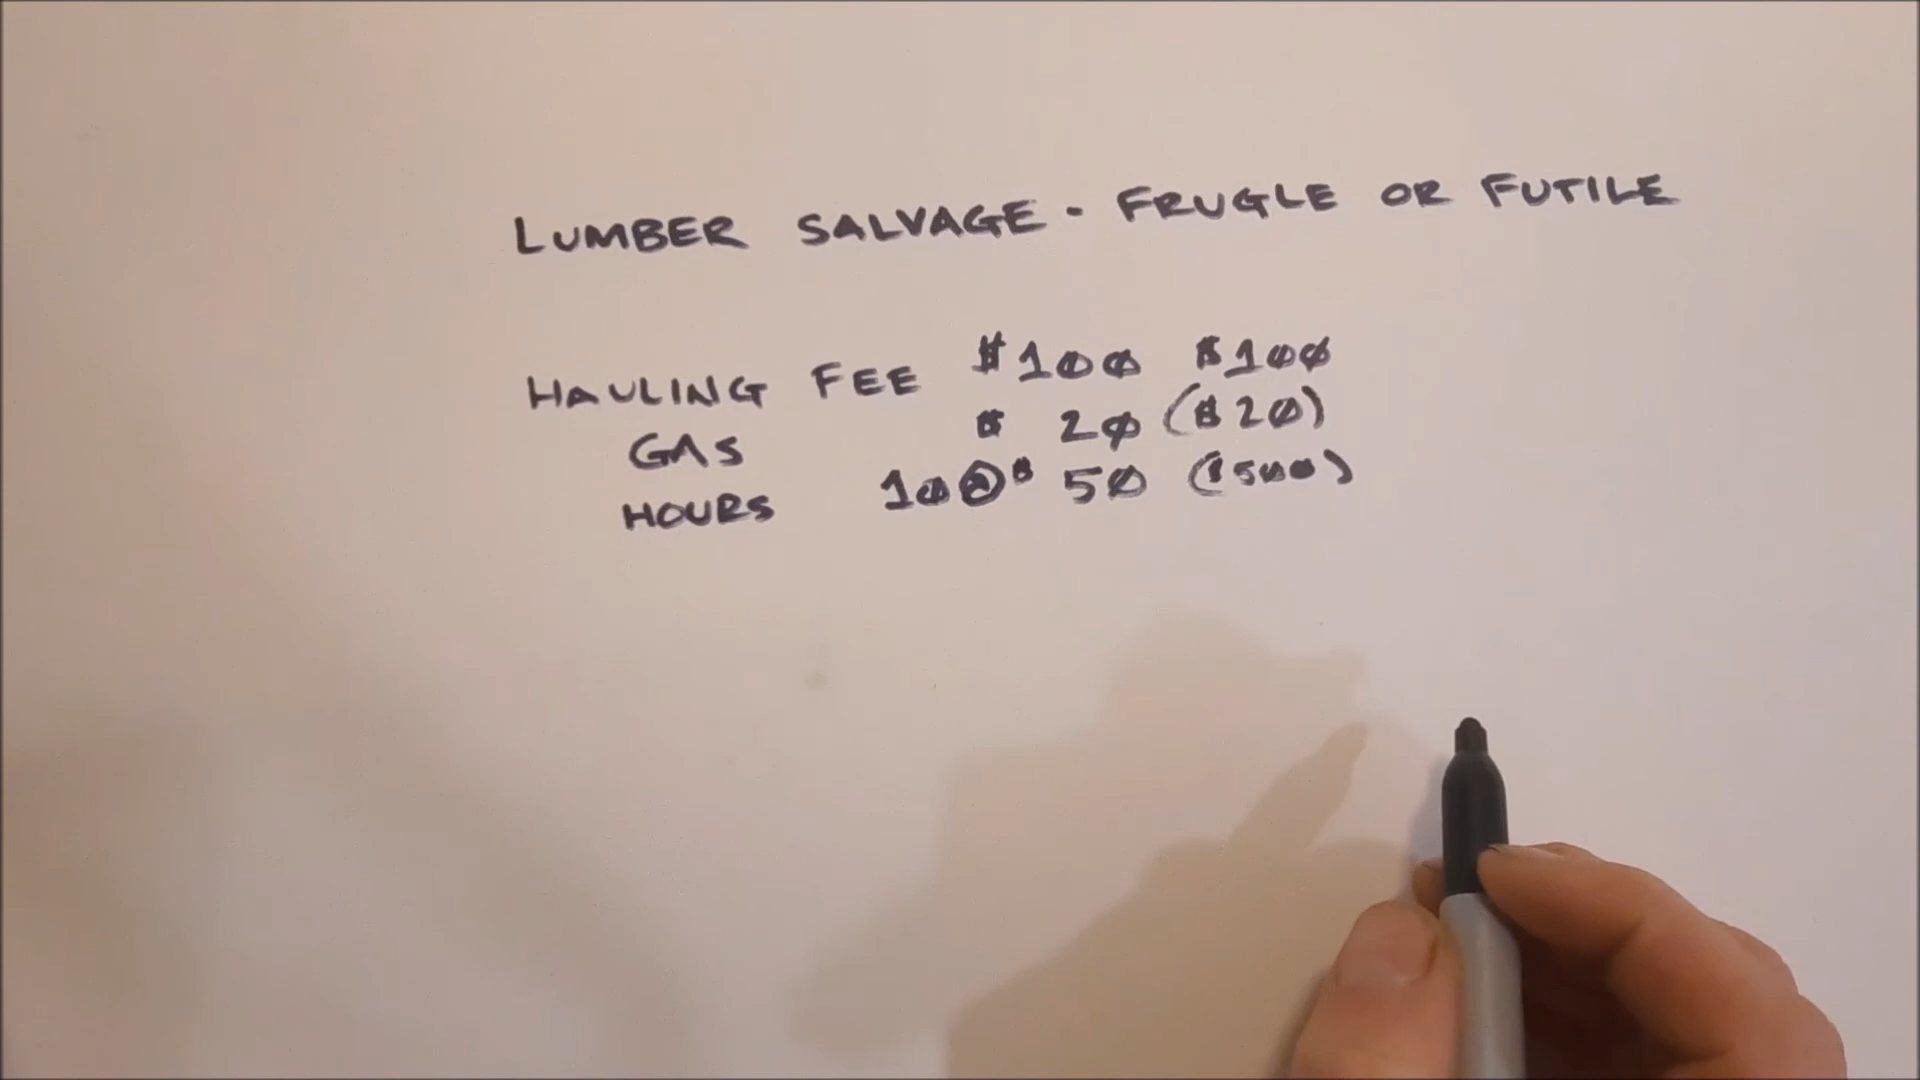 LUMBER SALVAGE - FRUGLE OR FUTILE
HAULING FEE $100 $100
GAS $ 20 ($20)
HOURS 10@$ 50 ($500)